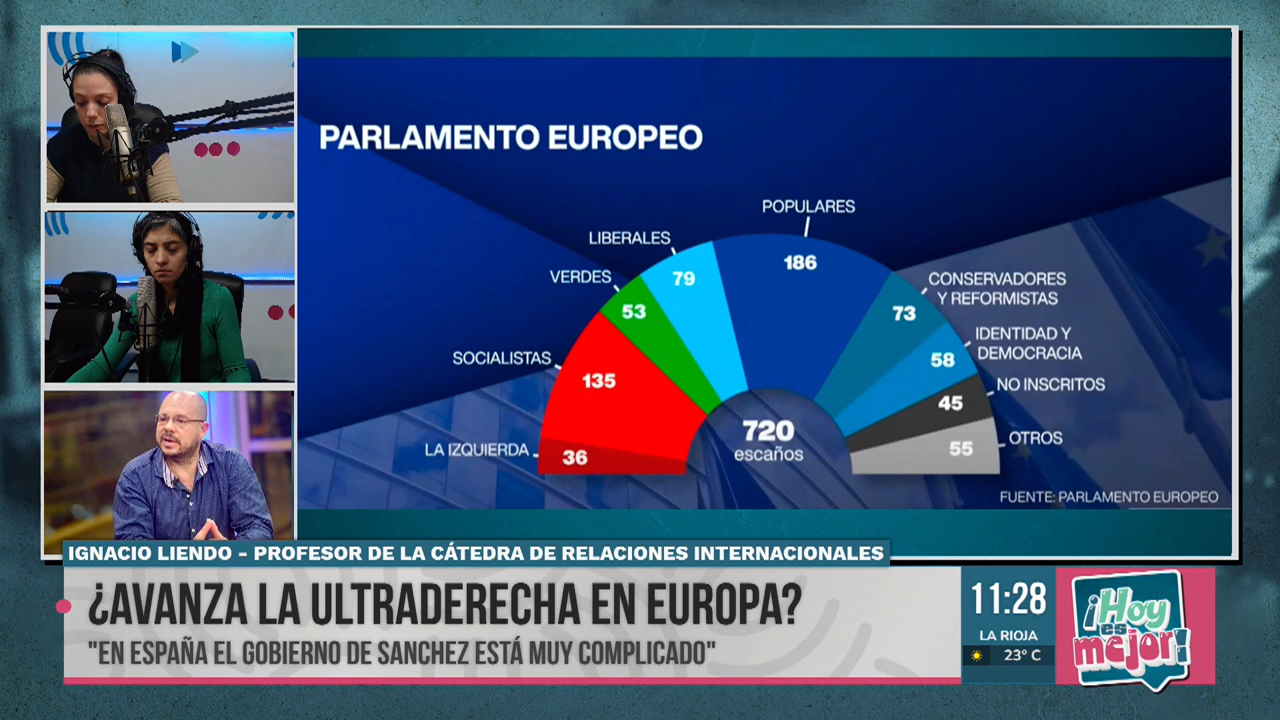 PARLAMENTO EUROPEO
POPULARES
186
LIBERALES
79
VERDES
53
CONSERVADORES
Y REFORMISTAS
73
IDENTIDAD Y
DEMOCRACIA
58
SOCIALISTAS
135
NO INSCRITOS
45
LA IZQUIERDA
36
720
escaños
OTROS
55
FUENTE: PARLAMENTO EUROPEO
IGNACIO LIENDO - PROFESOR DE LA CÁTEDRA DE RELACIONES INTERNACIONALES
¿AVANZA LA ULTRADERECHA EN EUROPA?
"EN ESPAÑA EL GOBIERNO DE SANCHEZ ESTÁ MUY COMPLICADO"
11:28
LA RIOJA
23° C
¡Hoy
es
mejor!